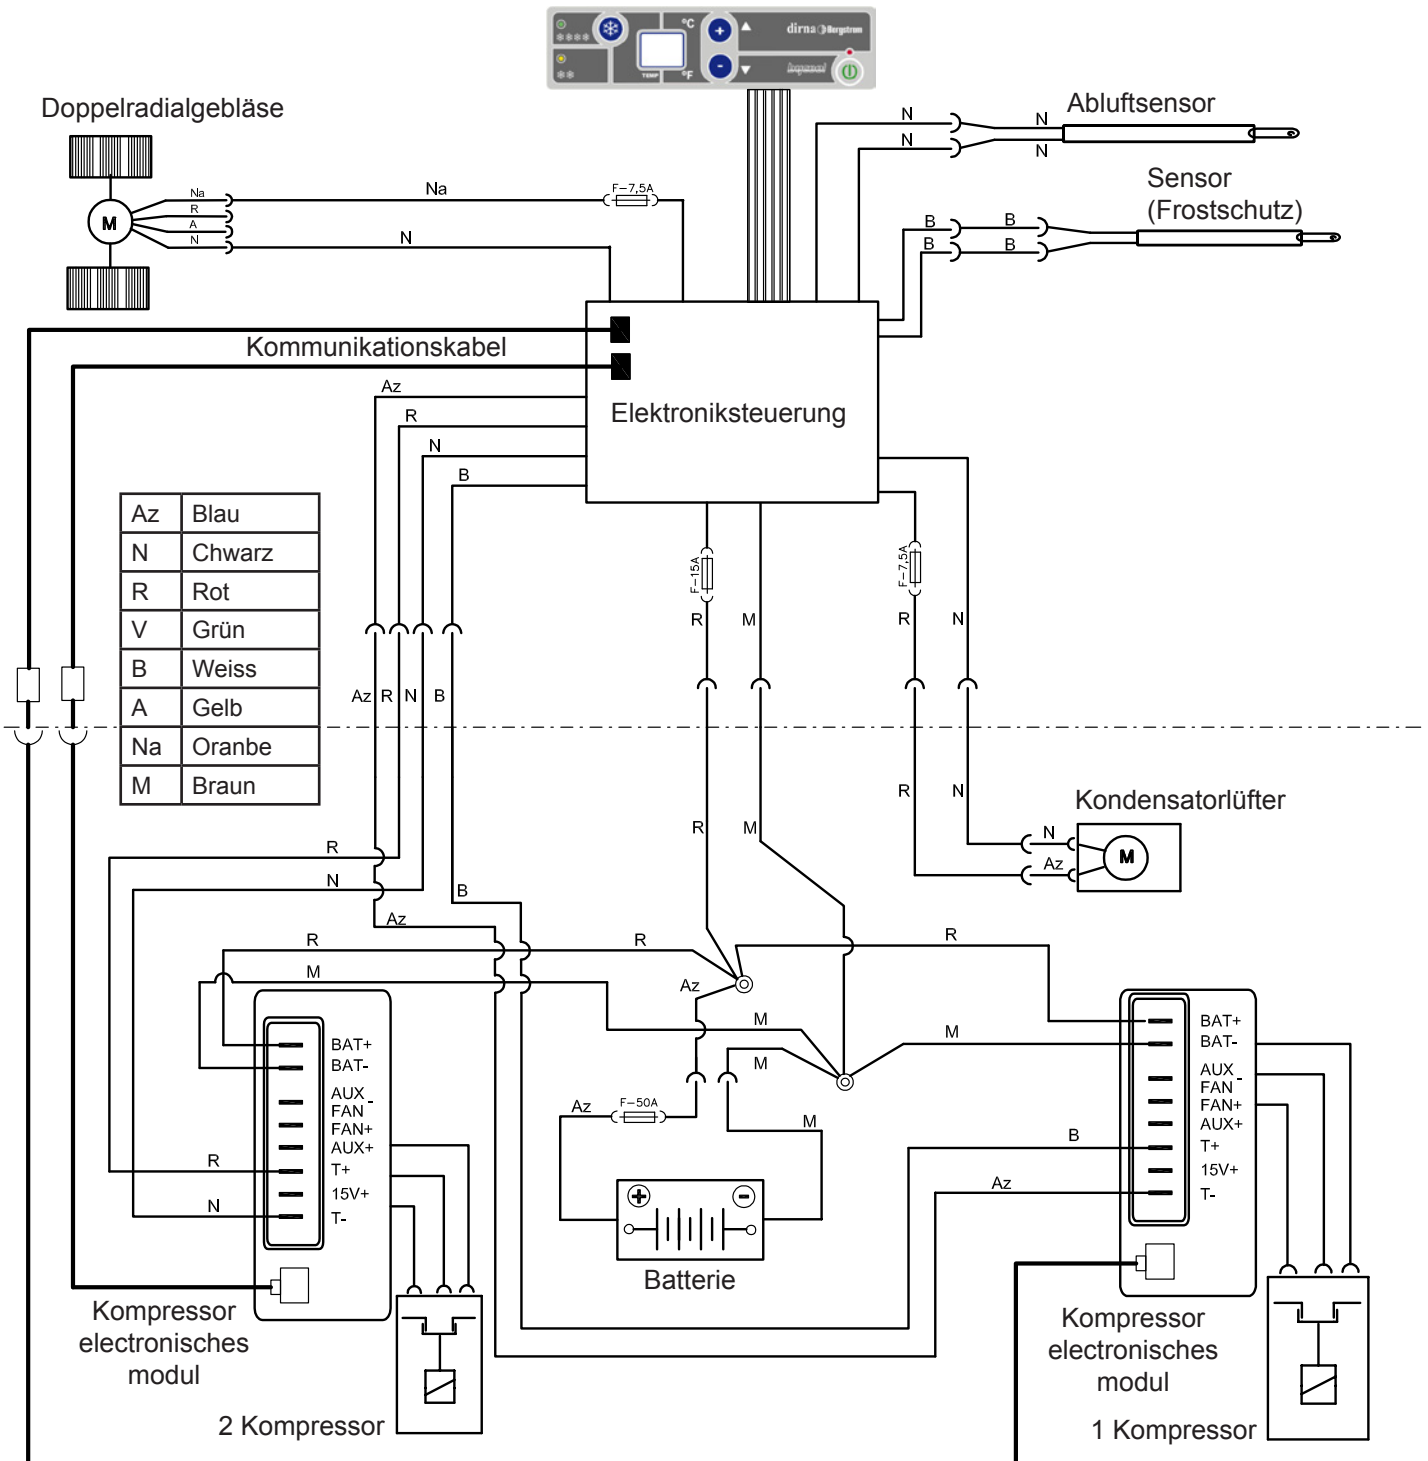 °C
dirna Bergstrom
TEMP
°F
Doppelradialgebläse
Abluftsensor
N
N
N
N
Sensor
(Frostschutz)
Na
R
A
N
Na
F-7,5A
N
M
B
B
B
B
Kommunikationskabel
Elektroniksteuerung
Az
R
N
B
Az Blau
N Chwarz
R Rot
V Grün
B Weiss
A Gelb
Na Oranbe
M Braun
F-15A
F-7,5A
R
M
R
N
Az
R
N
B
R
M
R
N
Kondensatorlüfter
N
Az
M
R
N
B
Az
R
R
R
M
Az
M
M
M
Az
F-50A
M
B
Az
R
N
BAT+
BAT-
AUX
FAN -
FAN+
AUX+
T+
15V+
T-
BAT+
BAT-
AUX
FAN -
FAN+
AUX+
T+
15V+
T-
+
-
Batterie
Kompressor
electronisches
modul
2 Kompressor
Kompressor
electronisches
modul
1 Kompressor